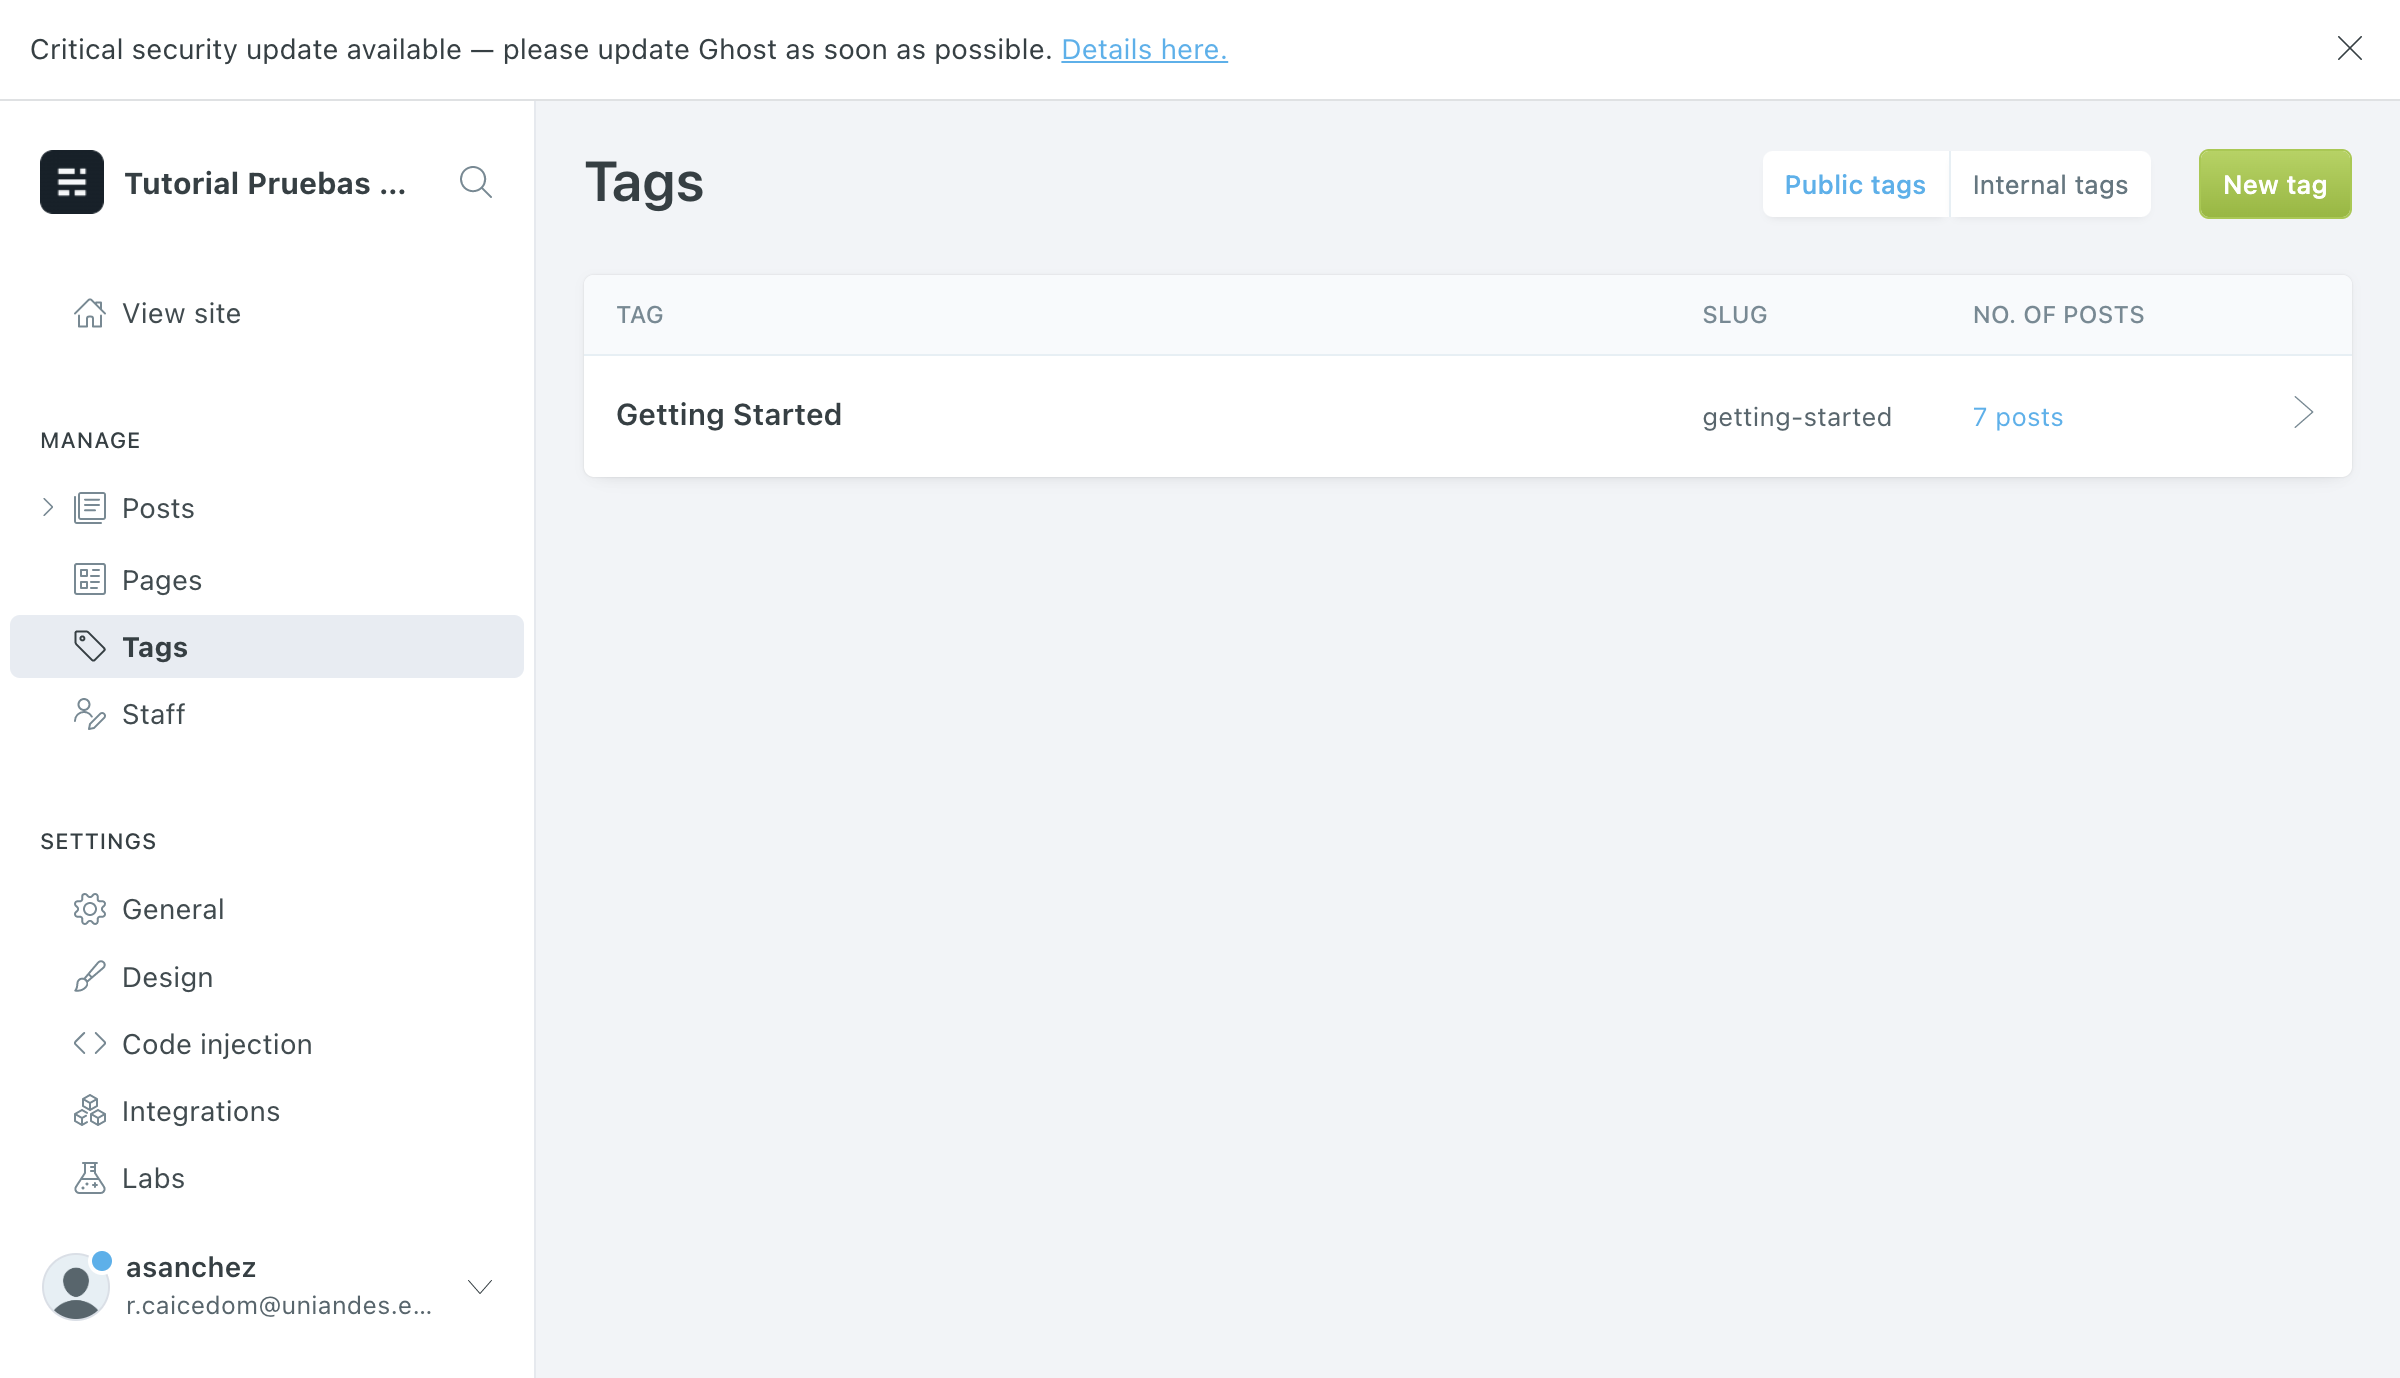 Critical security update available — please update Ghost as soon as possible. Details here.
Tutorial Pruebas ...
View site
MANAGE
Posts
Pages
Tags
Staff
SETTINGS
General
Design
Code injection
Integrations
Labs
asanchez
r.caicedom@uniandes.e...
Tags
Public tags
Internal tags
New tag
TAG SLUG NO. OF POSTS
Getting Started getting-started 7 posts